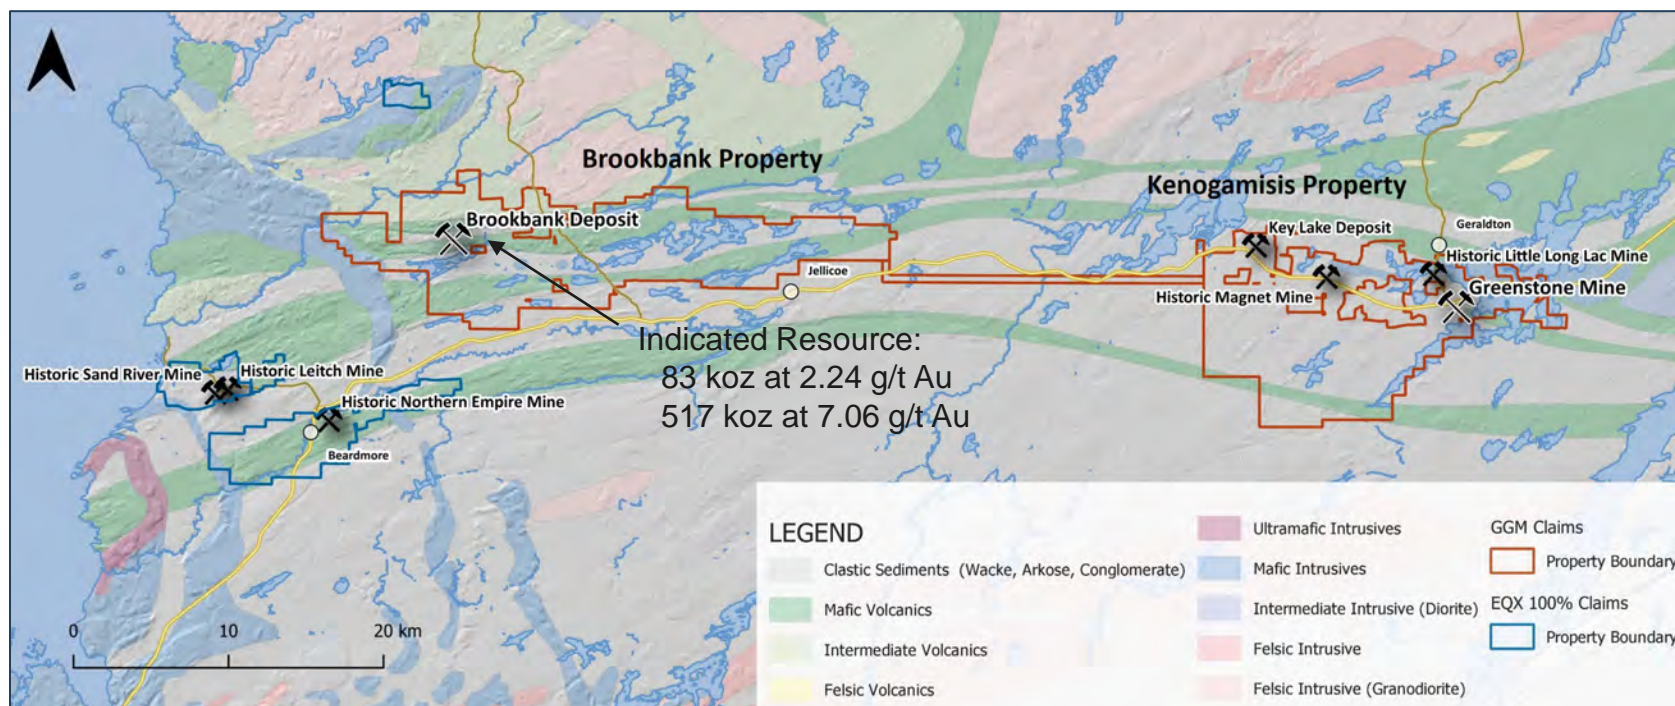 Brookbank Property
Kenogamisis Property
Brookbank Deposit
Key Lake Deposit
Geraldton
Historic Little Long Lac Mine
Jellicoe
Historic Magnet Mine
Greenstone Mine
Indicated Resource:
83 koz at 2.24 g/t Au
517 koz at 7.06 g/t Au
Historic Sand River Mine
Historic Leitch Mine
Historic Northern Empire Mine
Beardmore
0 10 20 km
LEGEND
Clastic Sediments (Wacke, Arkose, Conglomerate)
Mafic Volcanics
Intermediate Volcanics
Felsic Volcanics
Ultramafic Intrusives
Mafic Intrusives
Intermediate Intrusive (Diorite)
Felsic Intrusive
Felsic Intrusive (Granodiorite)
GGM Claims
Property Boundary
EQX 100% Claims
Property Boundary